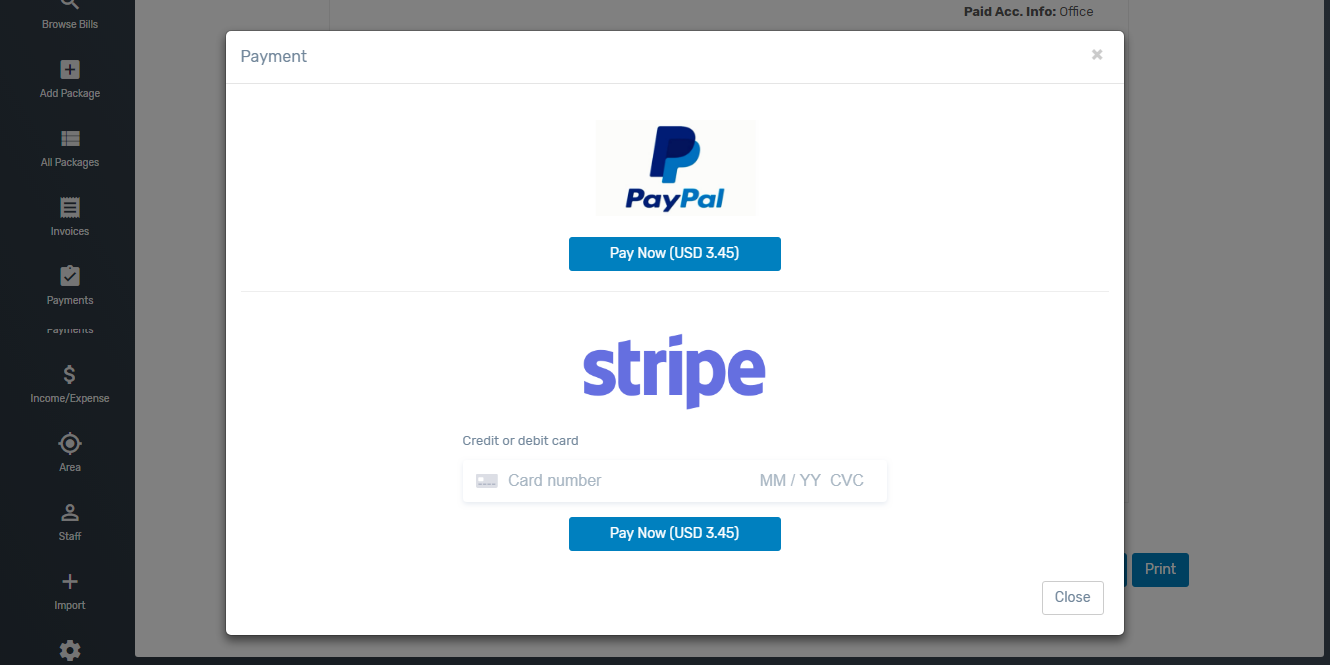 Browse Bills
Add Package
All Packages
Invoices
Payments
Payments
Income/Expense
Area
Staff
Import
Paid Acc. Info: Office
Payment
×
PayPal
Pay Now (USD 3.45)
stripe
Credit or debit card
Card number MM / YY CVC
Pay Now (USD 3.45)
Print
Close